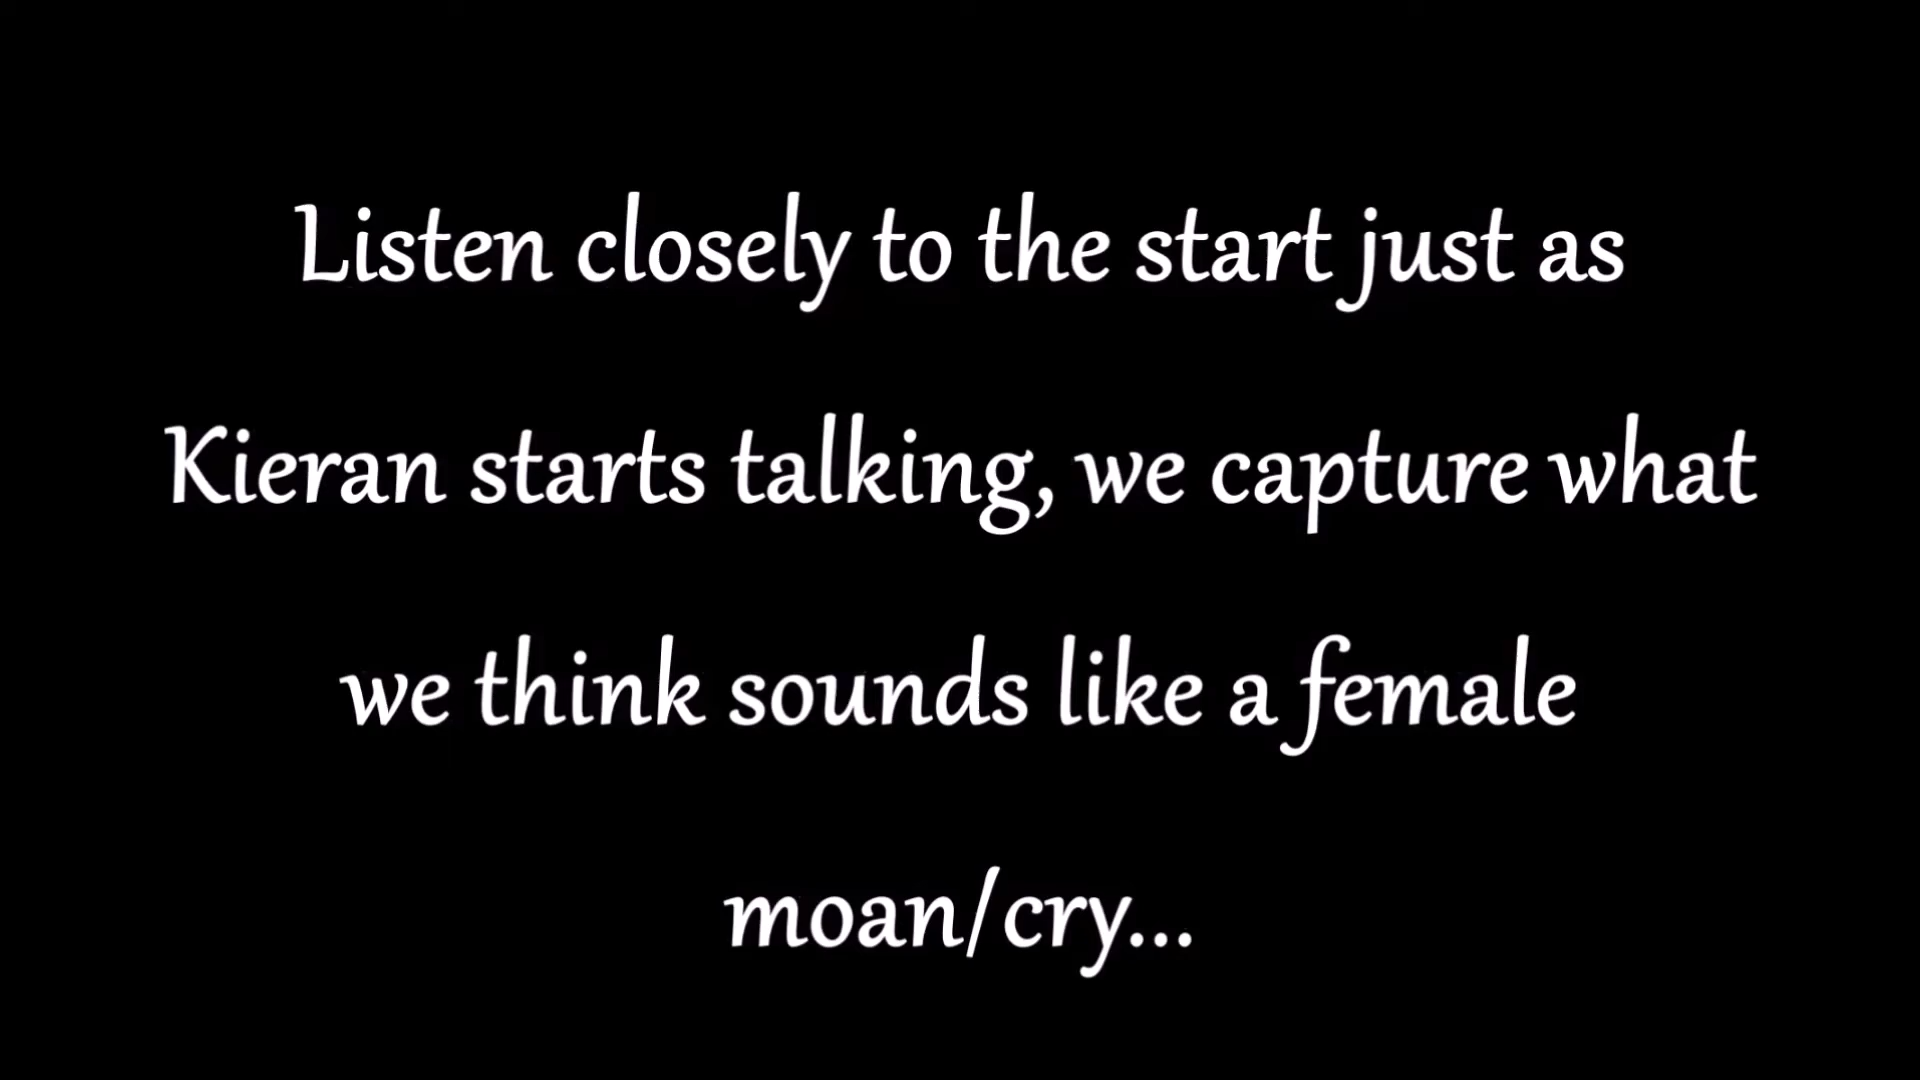 Listen closely to the start just as
Kieran starts talking, we capture what
we think sounds like a female
moan/cry...